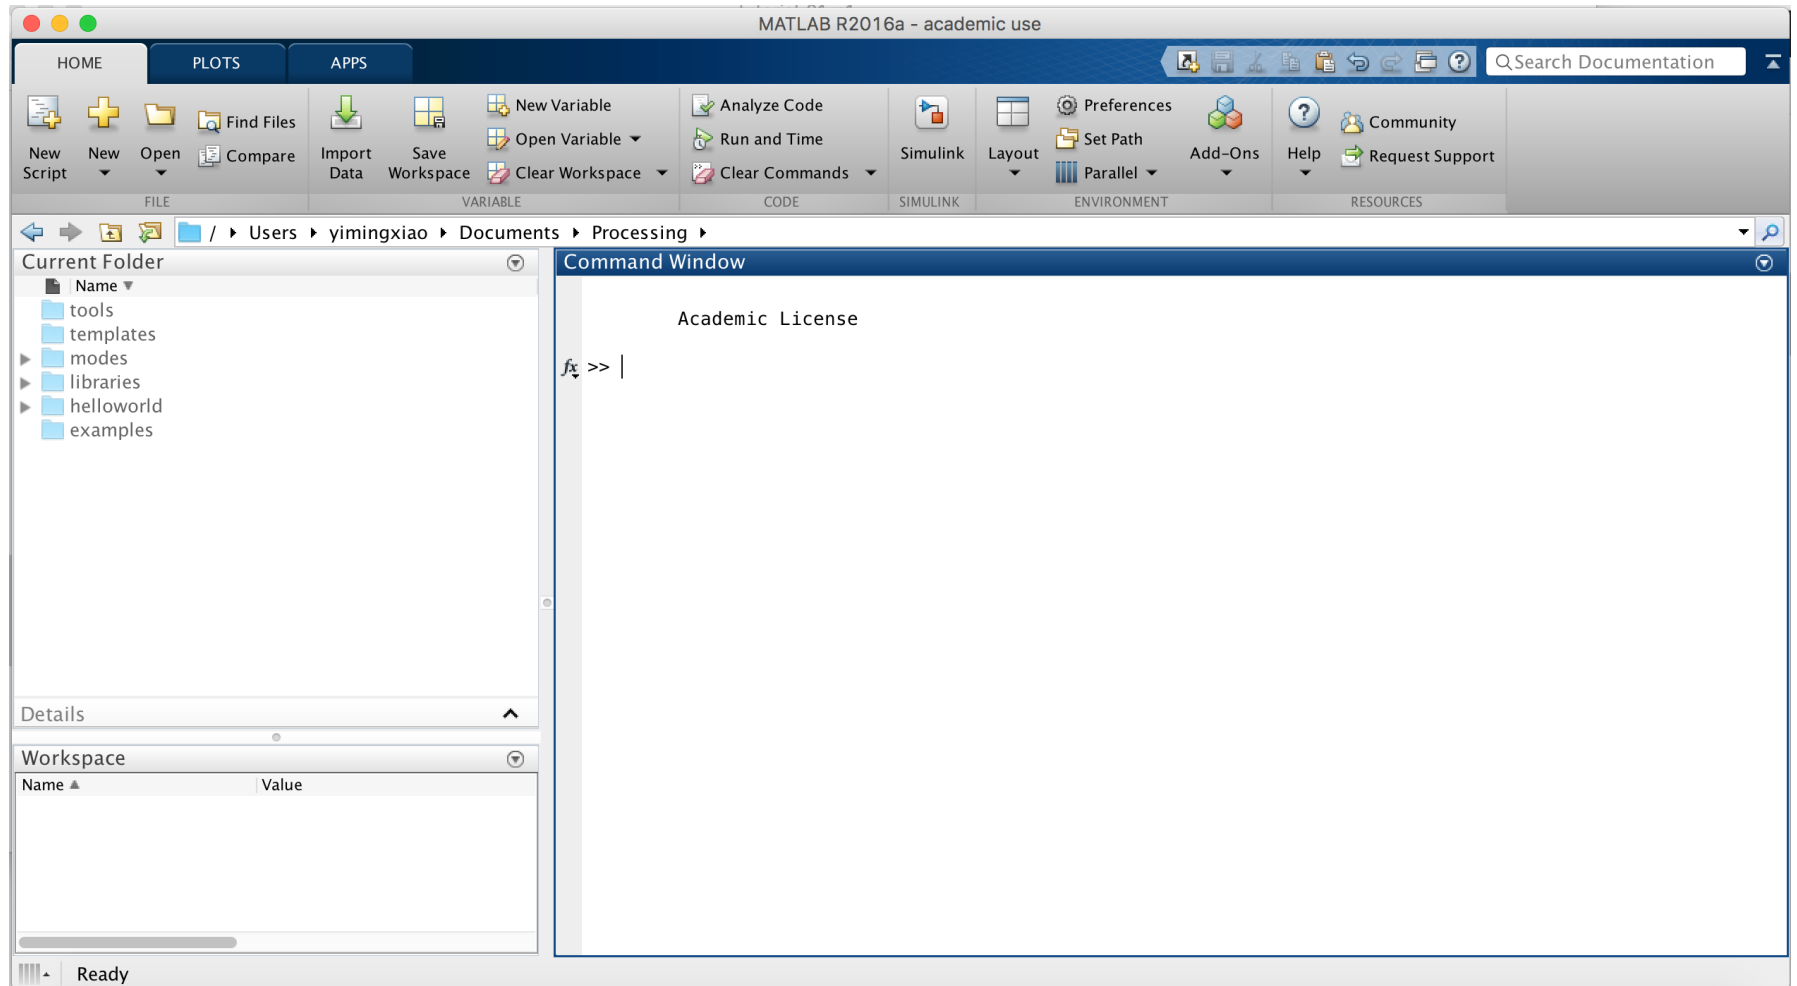 MATLAB R2016a - academic use
HOME PLOTS APPS
Search Documentation
New Script
New
Open
Find Files
Compare
Import Data
Save Workspace
New Variable
Open Variable
Clear Workspace
Analyze Code
Run and Time
Clear Commands
Simulink
Layout
Preferences
Set Path
Parallel
Add-Ons
Help
Community
Request Support
FILE VARIABLE CODE SIMULINK ENVIRONMENT RESOURCES
/ Users yimingxiao Documents Processing
Current Folder
Name
tools
templates
modes
libraries
helloworld
examples
Details
Workspace
Name Value
Command Window
Academic License
fx >>
Ready